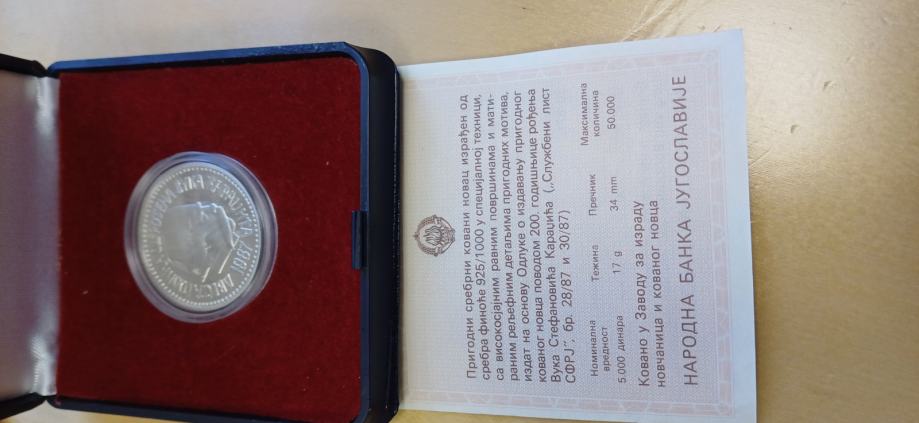 Пригодни сребрни ковани новац израђен од
сребра финоће 925/1000 у специјалној техници,
са високосјајним равним површинама и мати-
раним рељефним детаљима пригодних мотива,
издат на основу Одлуке о издавању пригодног
кованог новца поводом 200. годишњице рођења
Вука Стефановића Караџића („Службени лист
СФРЈ", бр. 28/87 и 30/87)
Номинална вредност Тежина Пречник Максимална количина
5.000 динара 17 g 34 mm 50.000
Ковано у Заводу за израду
новчаница и кованог новца
НАРОДНА БАНКА ЈУГОСЛАВИЈЕ